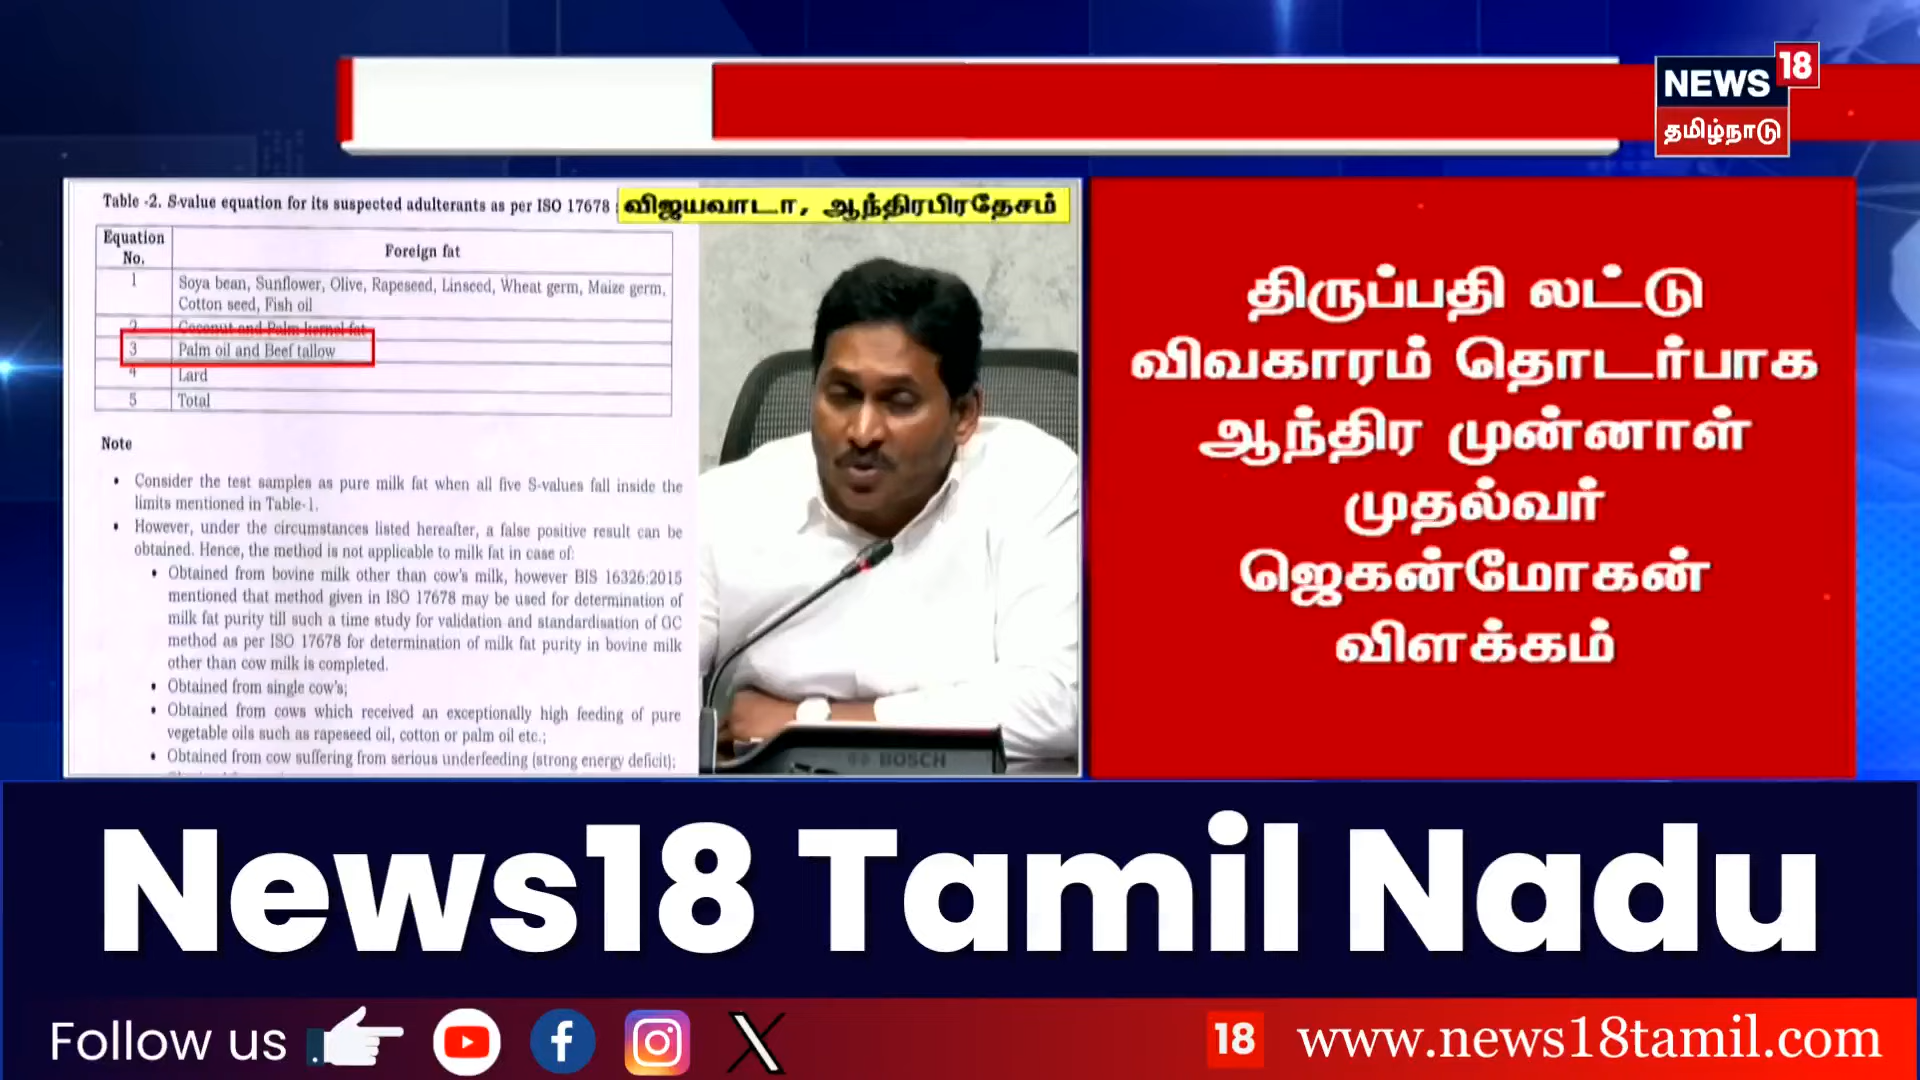 NEWS 18
தமிழ்நாடு
Table -2. S-value equation for its suspected adulterants as per ISO 17678 :
விஜயவாடா, ஆந்திரபிரதேசம்
Equation No. Foreign fat
1 Soya bean, Sunflower, Olive, Rapeseed, Linseed, Wheat germ, Maize germ,
Cotton seed, Fish oil
2 Coconut and Palm kernel fat
3 Palm oil and Beef tallow
4 Lard
5 Total
Note
• Consider the test samples as pure milk fat when all five S-values fall inside the
limits mentioned in Table-1.
• However, under the circumstances listed hereafter, a false positive result can be
obtained. Hence, the method is not applicable to milk fat in case of:
• Obtained from bovine milk other than cow's milk, however BIS 16326:2015
mentioned that method given in ISO 17678 may be used for determination of
milk fat purity till such a time study for validation and standardisation of GC
method as per ISO 17678 for determination of milk fat purity in bovine milk
other than cow milk is completed.
• Obtained from single cow's;
• Obtained from cows which received an exceptionally high feeding of pure
vegetable oils such as rapeseed oil, cotton or palm oil etc.;
• Obtained from cow suffering from serious underfeeding (strong energy deficit);
BOSCH
திருப்பதி லட்டு
விவகாரம் தொடர்பாக
ஆந்திர முன்னாள்
முதல்வர்
ஜெகன்மோகன்
விளக்கம்
News18 Tamil Nadu
Follow us
18 www.news18tamil.com